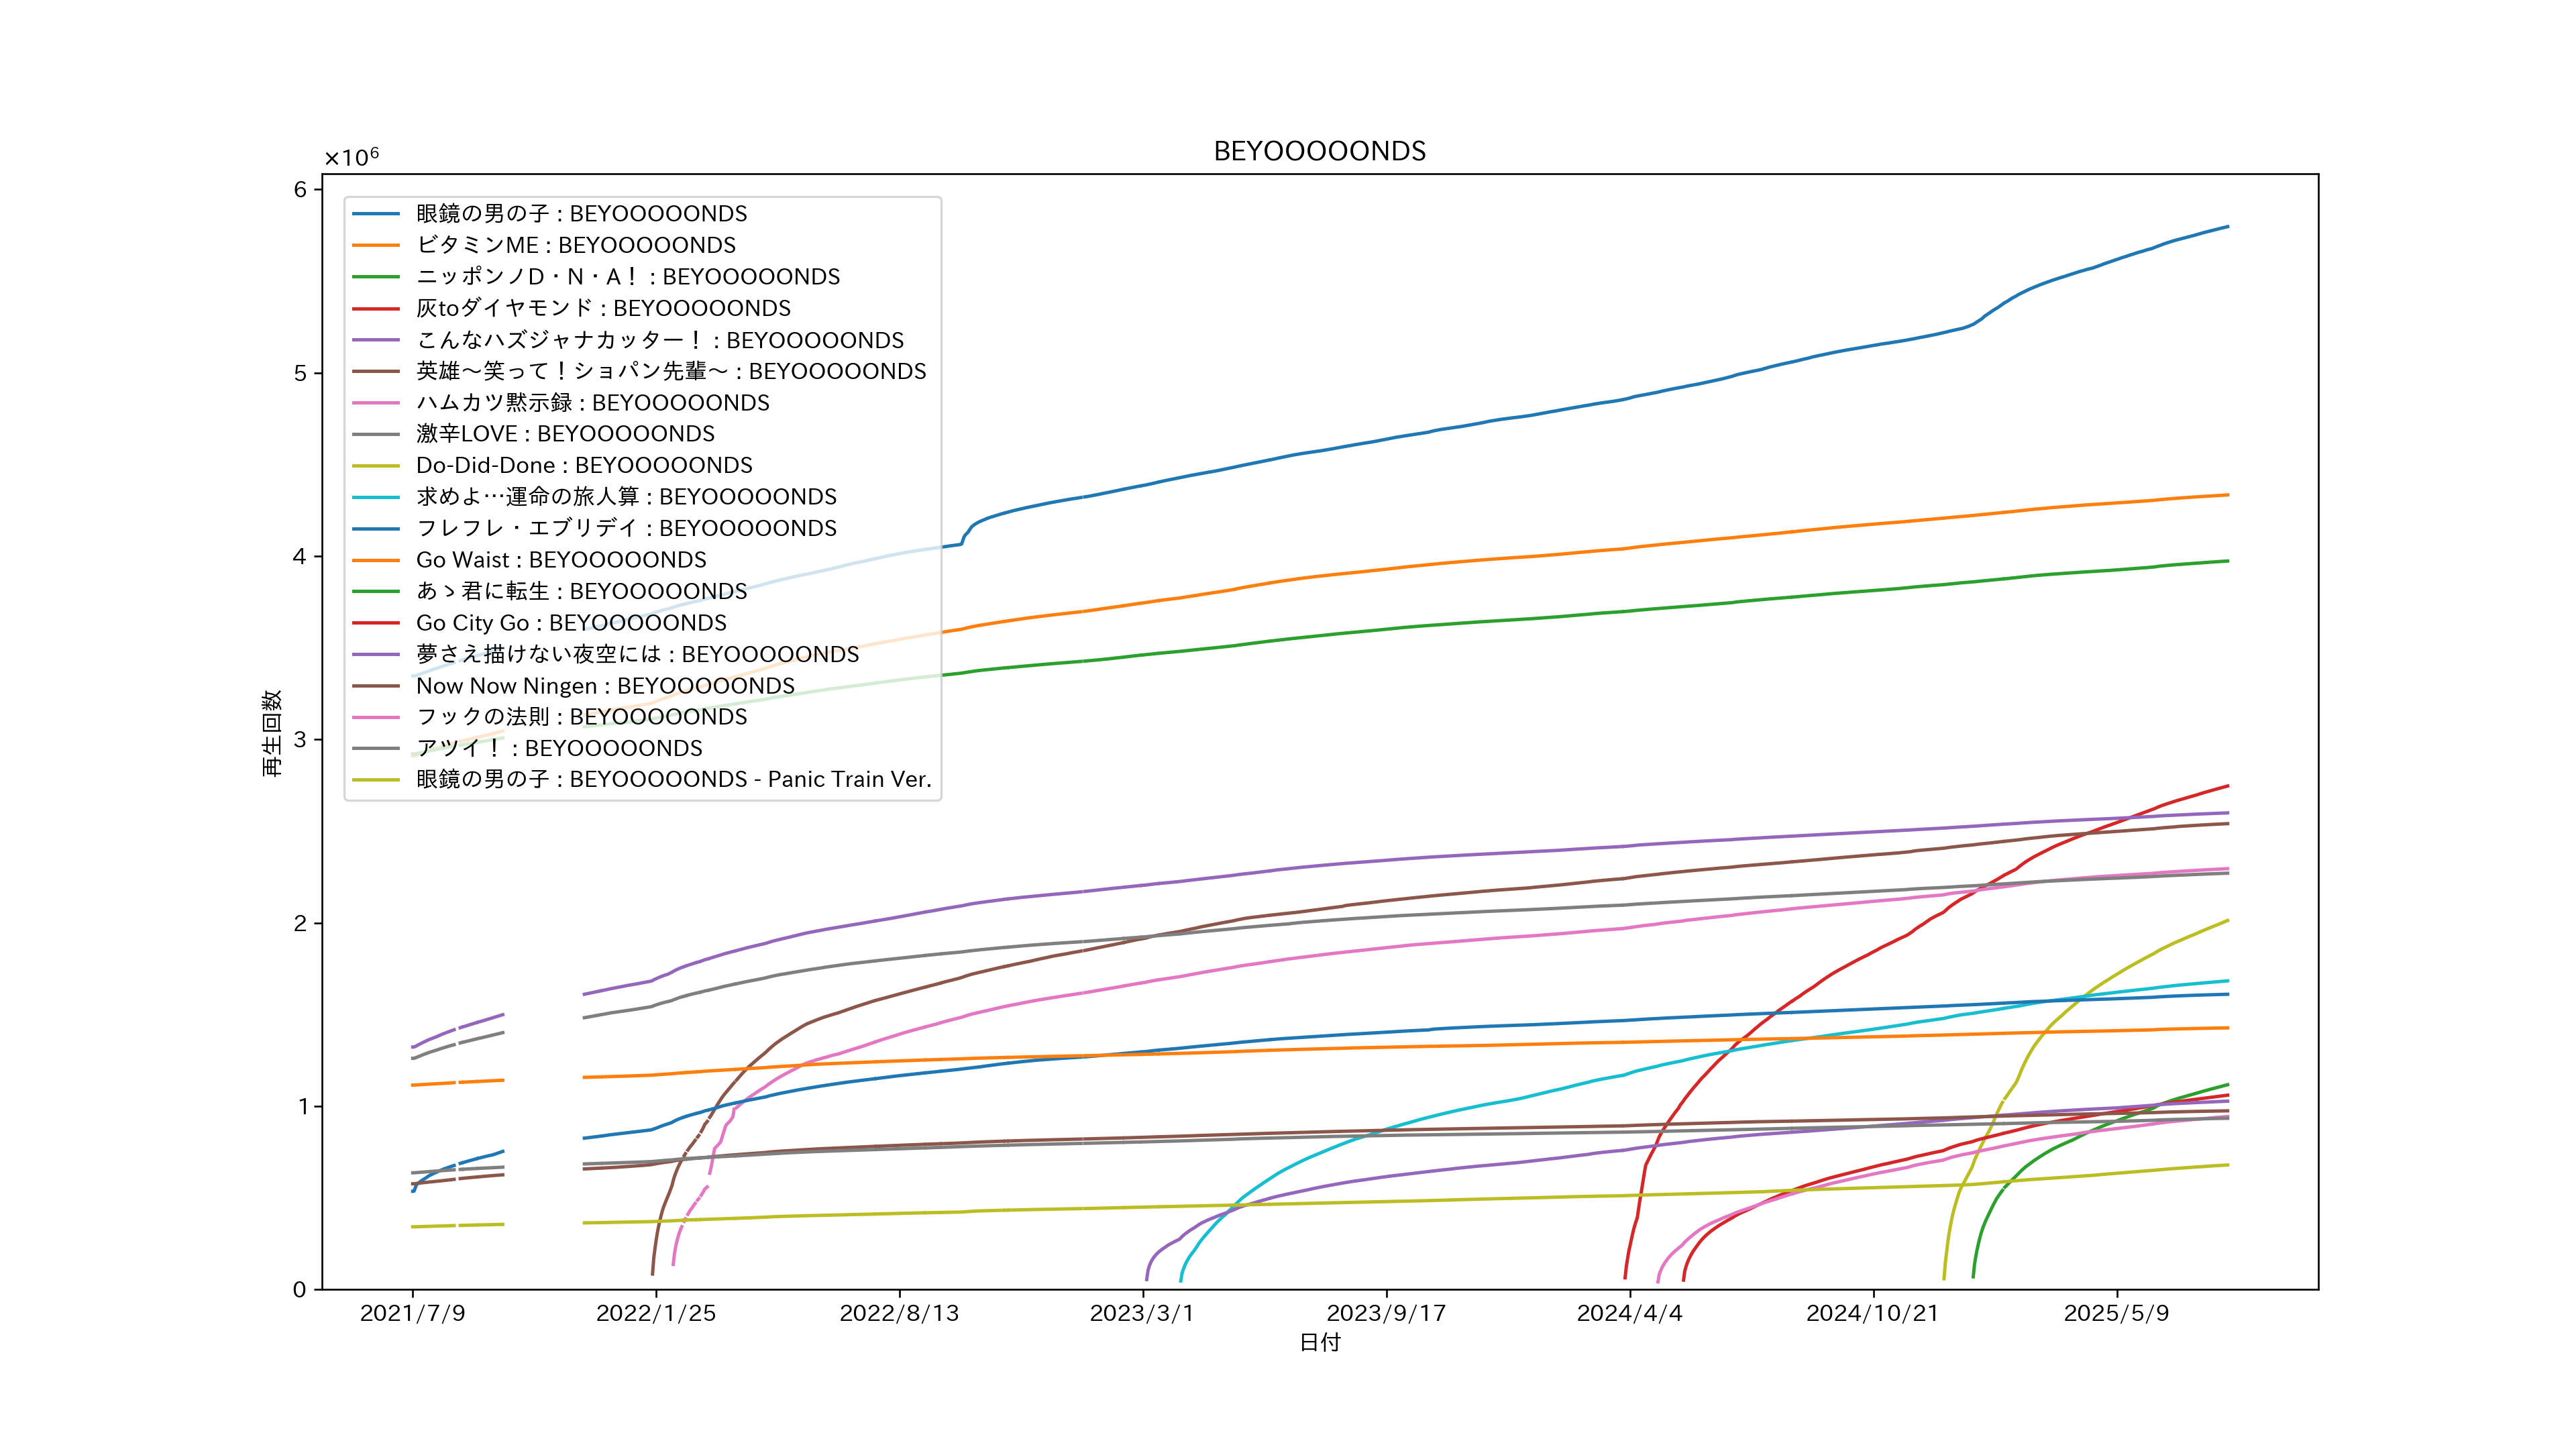 BEYOOOOONDS
×10⁶
6
5
4
3
2
1
0
再生回数
眼鏡の男の子 : BEYOOOOONDS
ビタミンME : BEYOOOOONDS
ニッポンノD・N・A！ : BEYOOOOONDS
灰toダイヤモンド : BEYOOOOONDS
こんなハズジャナカッター！ : BEYOOOOONDS
英雄〜笑って！ショパン先輩〜 : BEYOOOOONDS
ハムカツ黙示録 : BEYOOOOONDS
激辛LOVE : BEYOOOOONDS
Do-Did-Done : BEYOOOOONDS
求めよ…運命の旅人算 : BEYOOOOONDS
フレフレ・エブリデイ : BEYOOOOONDS
Go Waist : BEYOOOOONDS
あゝ君に転生 : BEYOOOOONDS
Go City Go : BEYOOOOONDS
夢さえ描けない夜空には : BEYOOOOONDS
Now Now Ningen : BEYOOOOONDS
フックの法則 : BEYOOOOONDS
アツイ！ : BEYOOOOONDS
眼鏡の男の子 : BEYOOOOONDS - Panic Train Ver.
2021/7/9
2022/1/25
2022/8/13
2023/3/1
2023/9/17
2024/4/4
2024/10/21
2025/5/9
日付